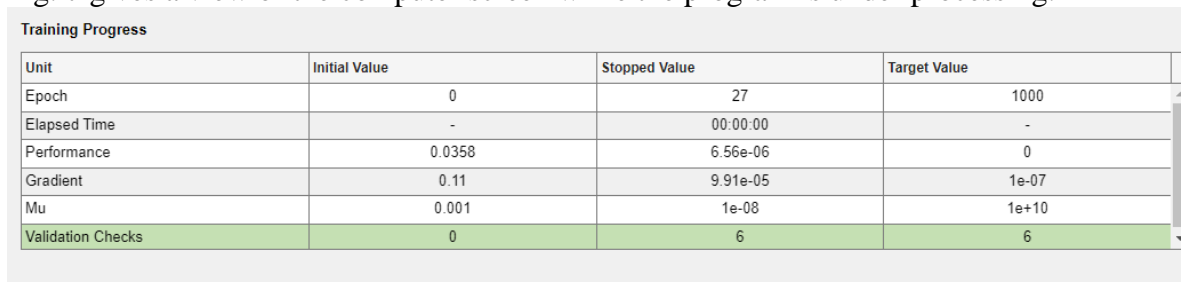 Training Progress
Unit Initial Value Stopped Value Target Value
Epoch 0 27 1000
Elapsed Time - 00:00:00 -
Performance 0.0358 6.56e-06 0
Gradient 0.11 9.91e-05 1e-07
Mu 0.001 1e-08 1e+10
Validation Checks 0 6 6